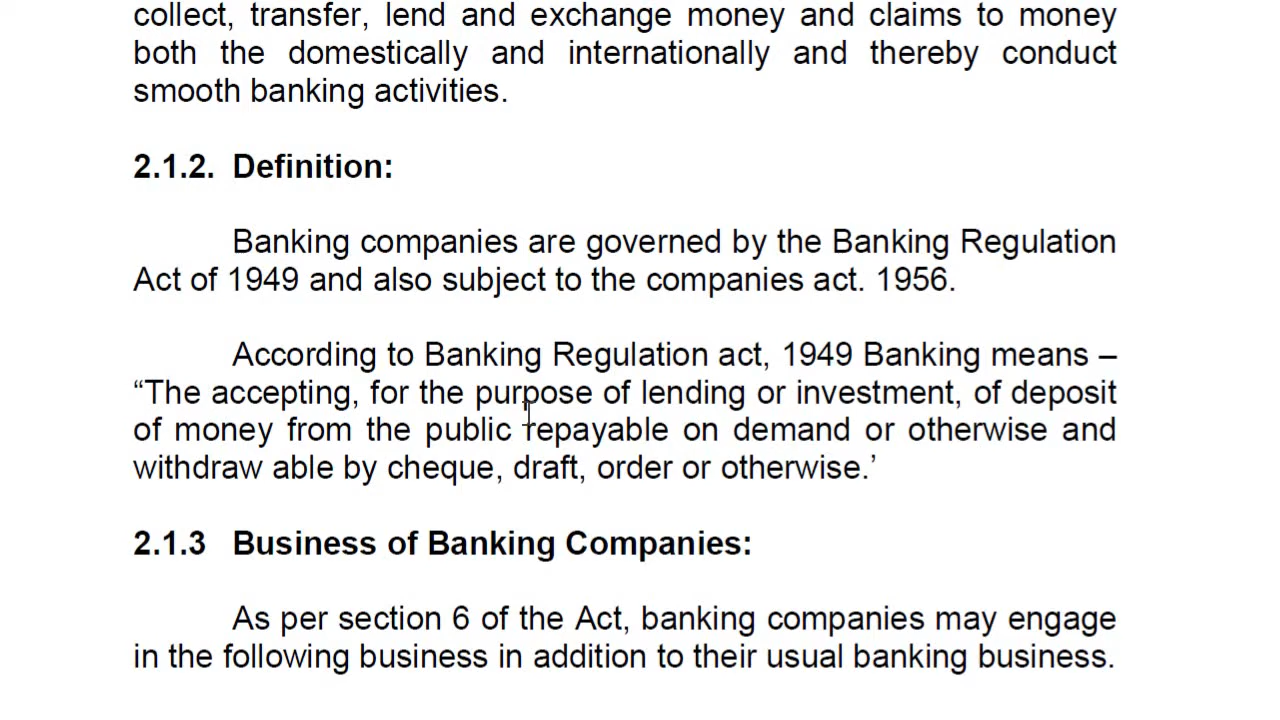 collect, transfer, lend and exchange money and claims to money
both the domestically and internationally and thereby conduct
smooth banking activities.
2.1.2. Definition:
Banking companies are governed by the Banking Regulation
Act of 1949 and also subject to the companies act. 1956.
According to Banking Regulation act, 1949 Banking means –
“The accepting, for the purpose of lending or investment, of deposit
of money from the public repayable on demand or otherwise and
withdraw able by cheque, draft, order or otherwise.’
2.1.3 Business of Banking Companies:
As per section 6 of the Act, banking companies may engage
in the following business in addition to their usual banking business.